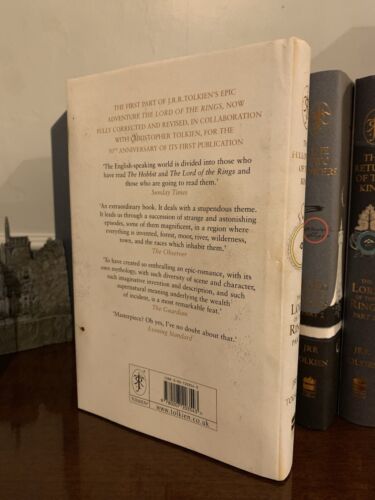 THE FIRST PART OF J.R.R. TOLKIEN'S EPIC
ADVENTURE THE LORD OF THE RINGS, NOW
FULLY CORRECTED AND REVISED, IN COLLABORATION
WITH CHRISTOPHER TOLKIEN, FOR THE
50TH ANNIVERSARY OF ITS FIRST PUBLICATION
'The English-speaking world is divided into those who
have read The Hobbit and The Lord of the Rings and
those who are going to read them.'
Sunday Times
'An extraordinary book. It deals with a stupendous theme.
It leads us through a succession of strange and astonishing
episodes, some of them magnificent, in a region where
everything is invented, forest, moor, river, wilderness,
town, and the races which inhabit them.'
The Observer
'To have created so enthralling an epic-romance, with its
own mythology, with such diversity of scene and character,
such imaginative invention and description, and such
supernatural meaning underlying the wealth
of incident, is a most remarkable feat.'
The Guardian
'Masterpiece? Oh yes, I've no doubt about that.'
Evening Standard
TOLKIEN
www.tolkien.co.uk
THE
LO
RIN
PA
JRR
TOLKIEN
THE
RETURN
OF THE
KING
THE
LORD
OF THE
RINGS
PART